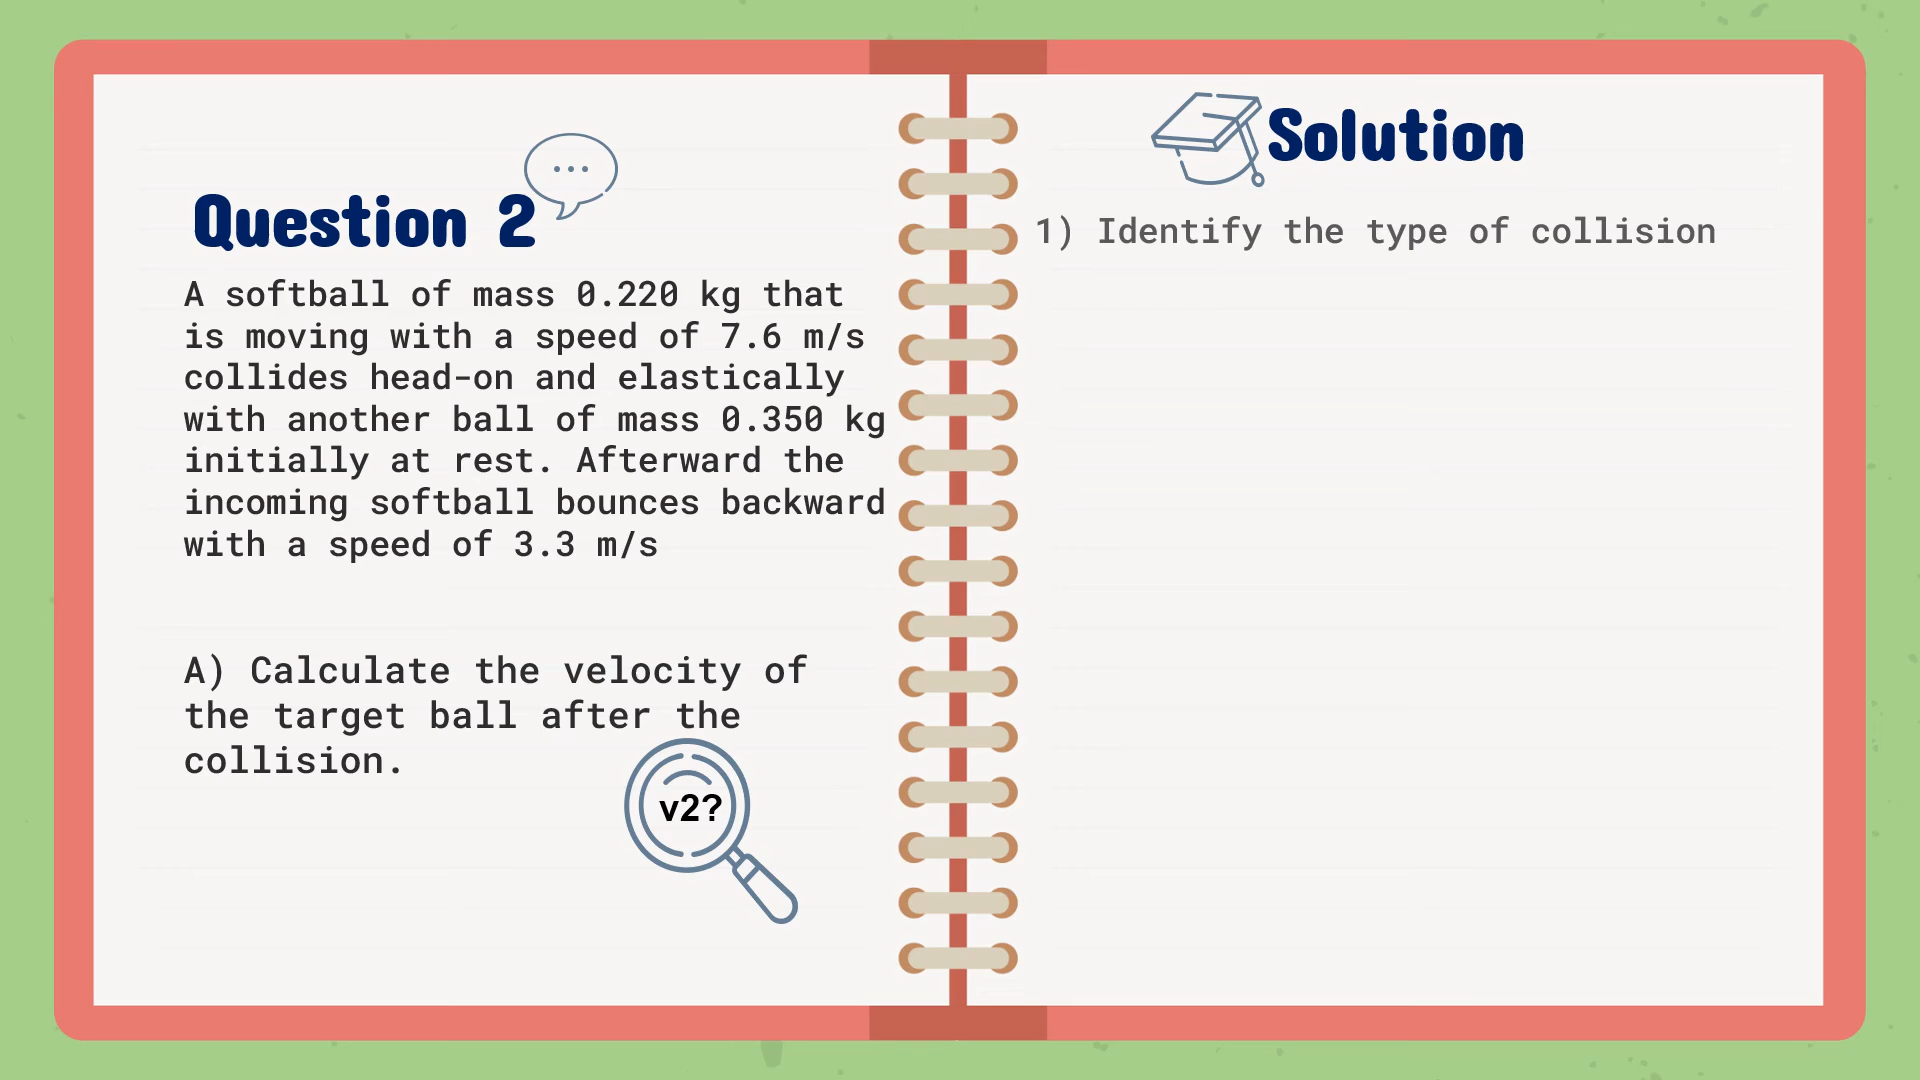 Question 2
A softball of mass 0.220 kg that
is moving with a speed of 7.6 m/s
collides head-on and elastically
with another ball of mass 0.350 kg
initially at rest. Afterward the
incoming softball bounces backward
with a speed of 3.3 m/s
A) Calculate the velocity of
the target ball after the
collision.
v2?
Solution
1) Identify the type of collision